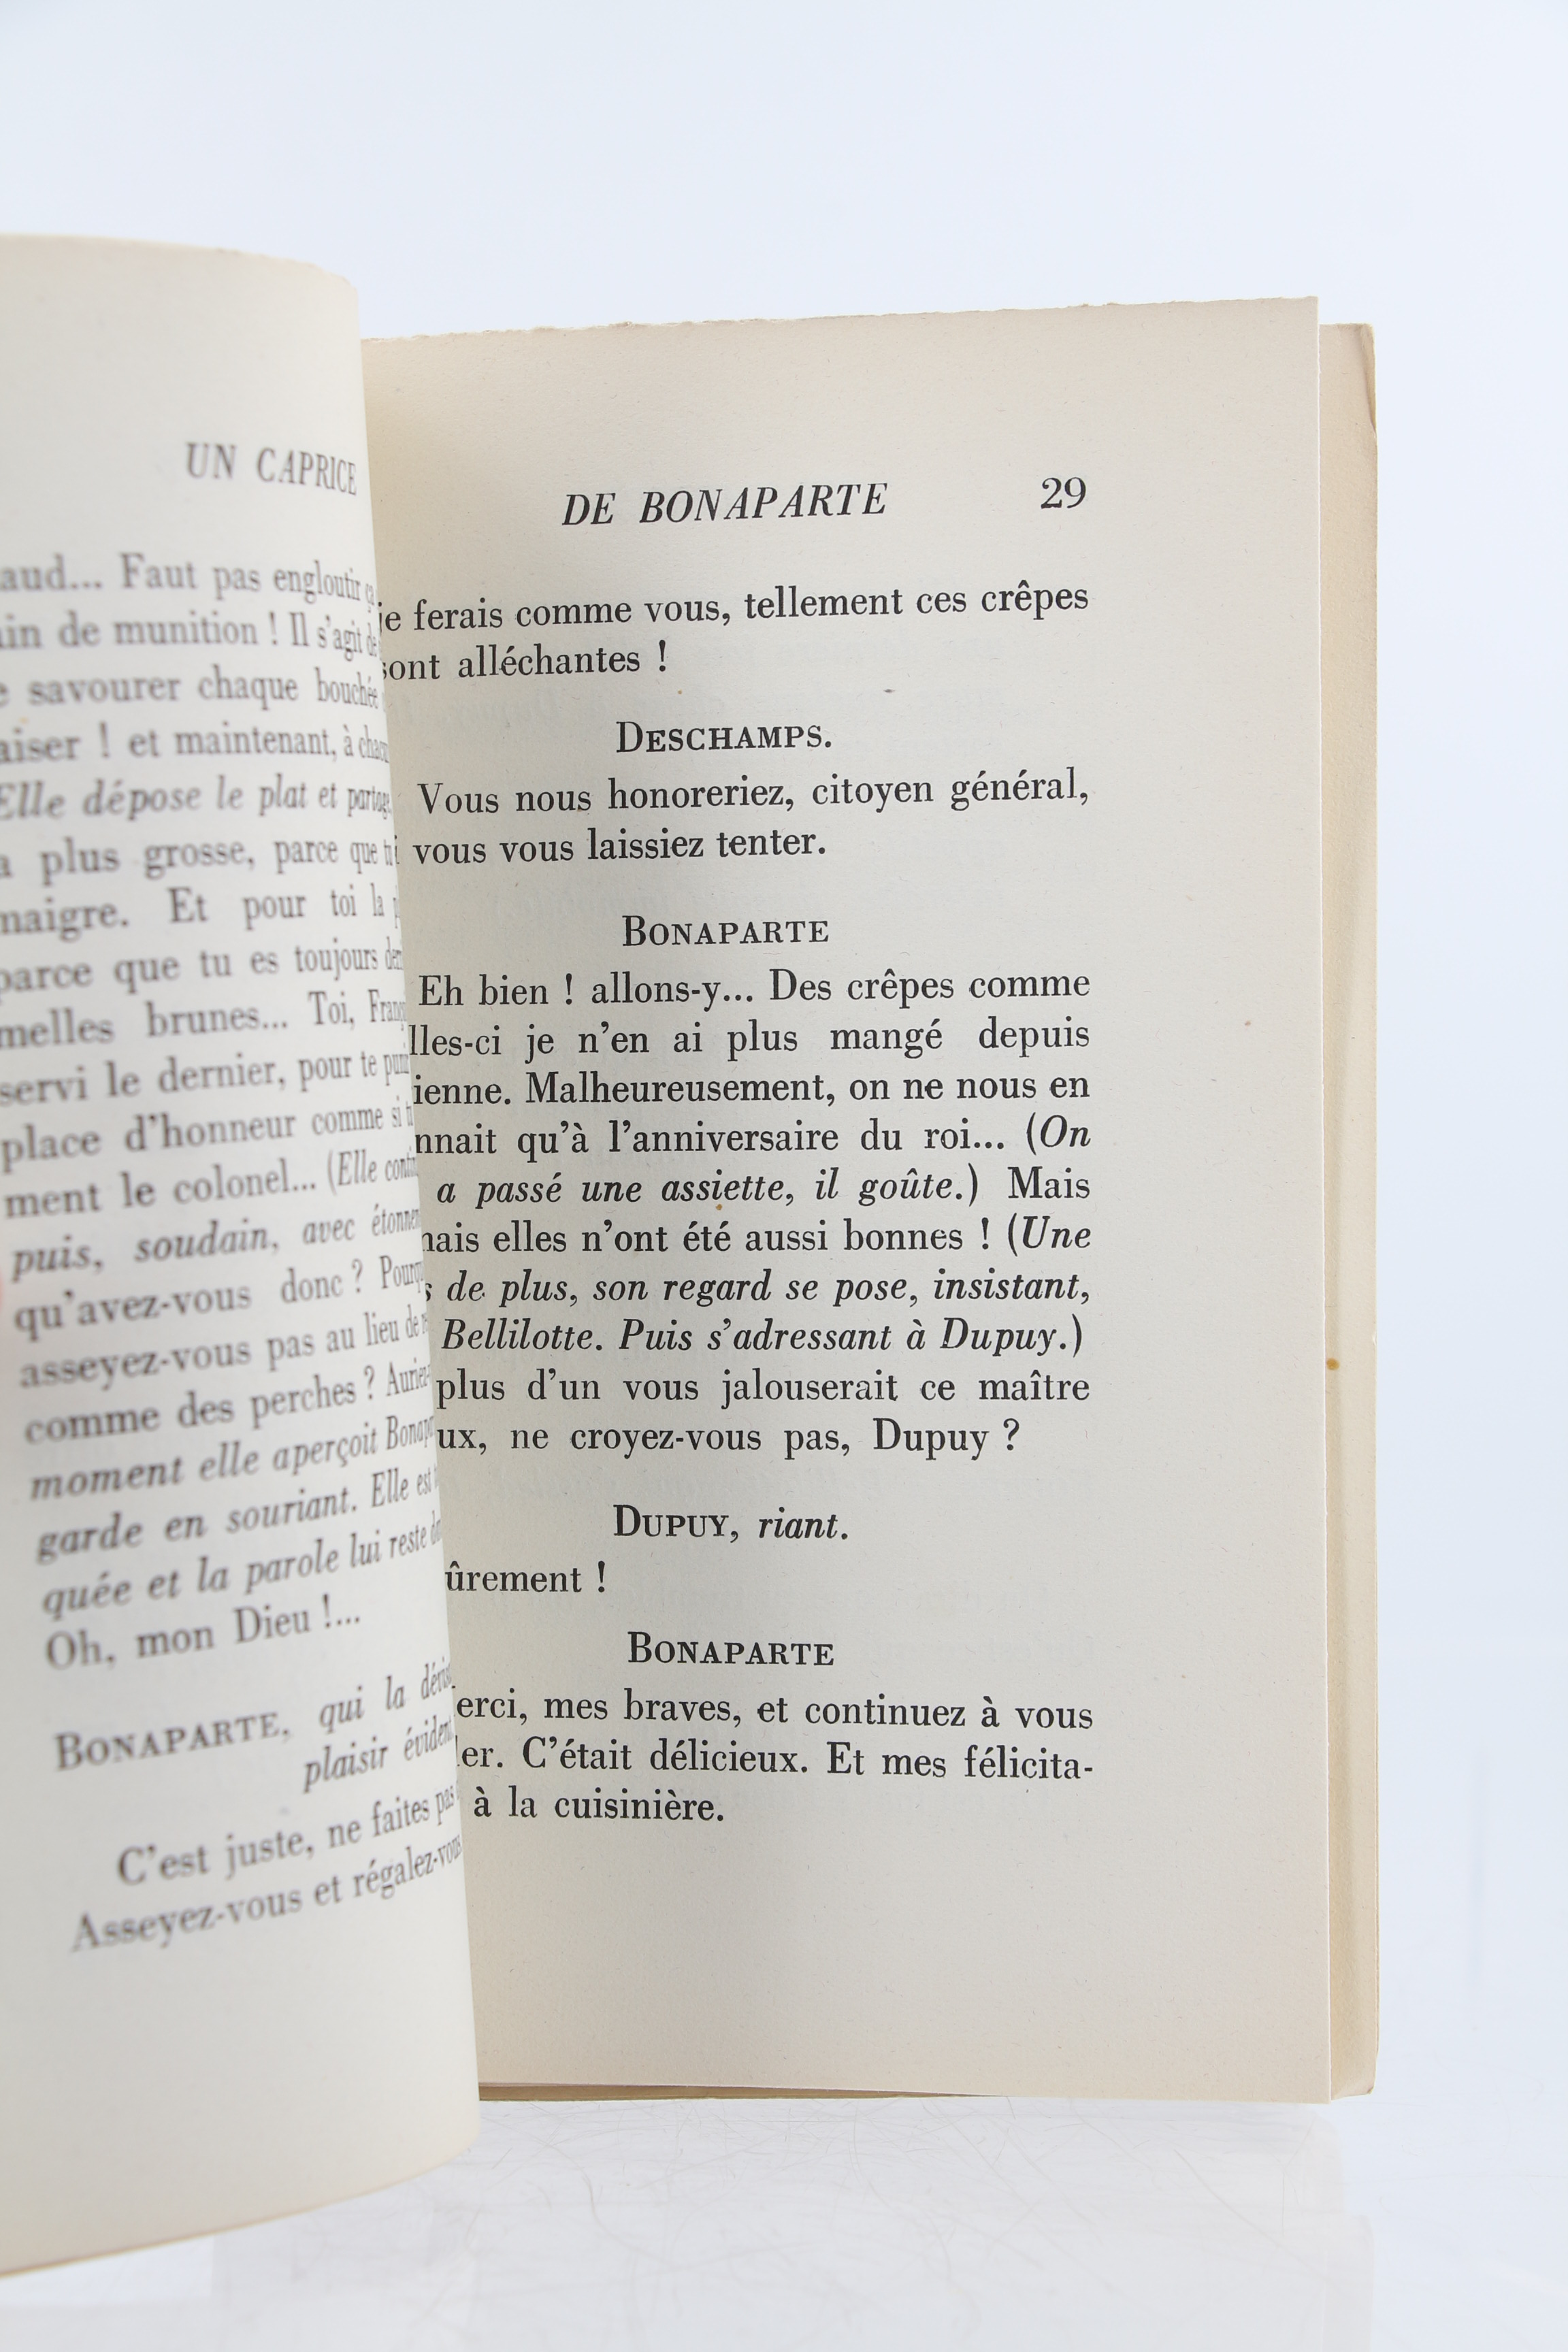 UN CAPRICE
Faut pas engloutir
de munition ! Il s'agit
savourer chaque bouchée
! et maintenant, à
Elle dépose le plat et
plus grosse, parce que
maigre. Et pour toi la
parce que tu es toujours
brunes... Toi,
servi le dernier, pour te
place d'honneur comme si
ment le colonel... (Elle
puis, soudain, avec
qu'avez-vous donc ?
asseyez-vous pas au lieu de
comme des perches ?
moment elle aperçoit
garde en souriant. Elle est
quée et la parole lui reste
Oh, mon Dieu !...
BONAPARTE, qui la
plaisir
C'est juste, ne faites pas
Asseyez-vous et régalez-vous
DE BONAPARTE 29
je ferais comme vous, tellement ces crêpes
sont alléchantes !
DESCHAMPS.
Vous nous honoreriez, citoyen général,
vous vous laissiez tenter.
BONAPARTE
Eh bien ! allons-y... Des crêpes comme
lles-ci je n'en ai plus mangé depuis
ienne. Malheureusement, on ne nous en
nnait qu'à l'anniversaire du roi... (On
a passé une assiette, il goûte.) Mais
mais elles n'ont été aussi bonnes ! (Une
de plus, son regard se pose, insistant,
Bellilotte. Puis s'adressant à Dupuy.)
plus d'un vous jalouserait ce maître
ux, ne croyez-vous pas, Dupuy ?
DUPUY, riant.
ûrement !
BONAPARTE
erci, mes braves, et continuez à vous
ler. C'était délicieux. Et mes félicita-
à la cuisinière.